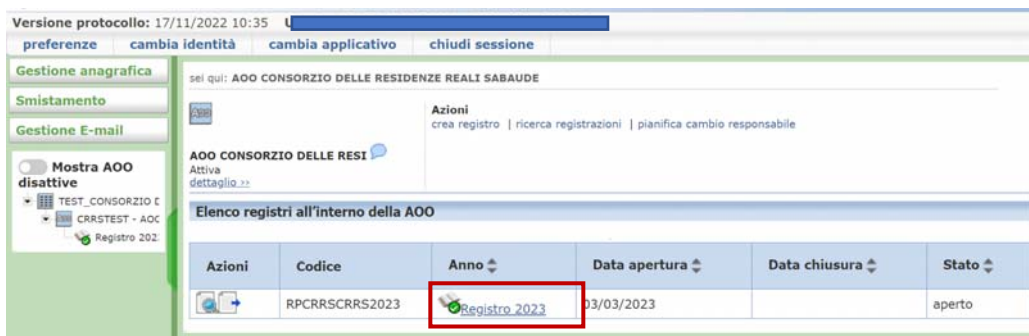 Versione protocollo: 17/11/2022 10:35
preferenze cambia identità cambia applicativo chiudi sessione
Gestione anagrafica
Smistamento
Gestione E-mail
Mostra AOO
disattive
TEST_CONSORZIO D
CRRSTEST - AOC
Registro 202
sei qui: AOO CONSORZIO DELLE RESIDENZE REALI SABAUDE
AOO
AOO CONSORZIO DELLE RESI
Attiva
dettaglio >>
Azioni
crea registro | ricerca registrazioni | pianifica cambio responsabile
Elenco registri all'interno della AOO
Azioni Codice Anno Data apertura Data chiusura Stato
RPCRRSCRRS2023 Registro 2023 03/03/2023 aperto